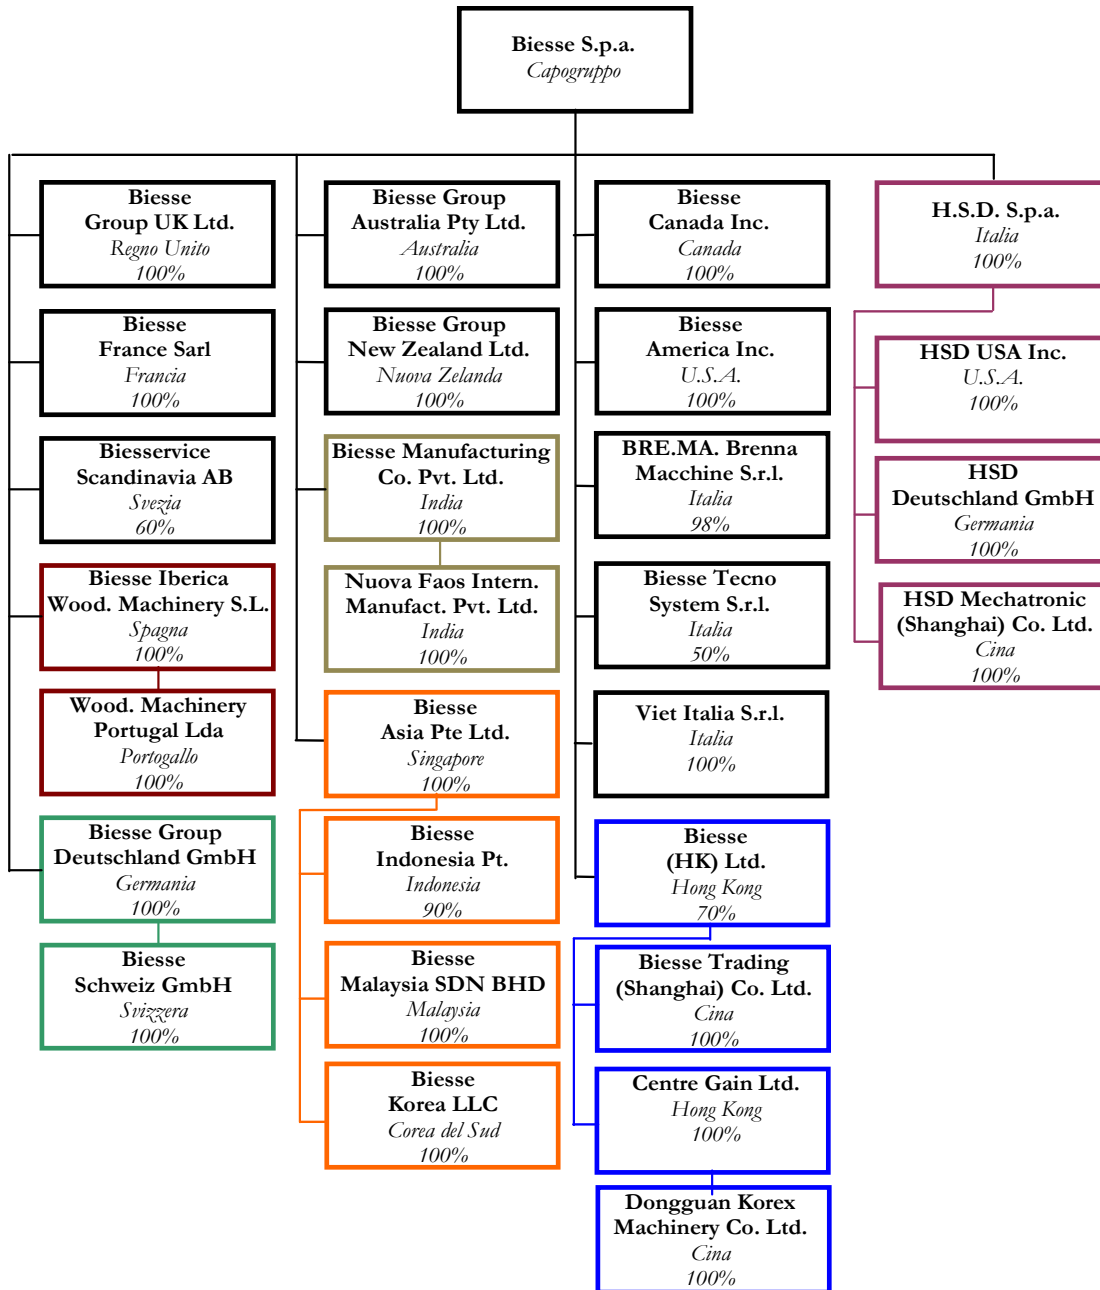 Biesse S.p.a.
Capogruppo
Biesse
Group UK Ltd.
Regno Unito
100%
Biesse
France Sarl
Francia
100%
Biesservice
Scandinavia AB
Svezia
60%
Biesse Iberica
Wood. Machinery S.L.
Spagna
100%
Wood. Machinery
Portugal Lda
Portogallo
100%
Biesse Group
Deutschland GmbH
Germania
100%
Biesse
Schweiz GmbH
Svizzera
100%
Biesse Group
Australia Pty Ltd.
Australia
100%
Biesse Group
New Zealand Ltd.
Nuova Zelanda
100%
Biesse Manufacturing
Co. Pvt. Ltd.
India
100%
Nuova Faos Intern.
Manufact. Pvt. Ltd.
India
100%
Biesse
Asia Pte Ltd.
Singapore
100%
Biesse
Indonesia Pt.
Indonesia
90%
Biesse
Malaysia SDN BHD
Malaysia
100%
Biesse
Korea LLC
Corea del Sud
100%
Biesse
Canada Inc.
Canada
100%
Biesse
America Inc.
U.S.A.
100%
BRE.MA. Brenna
Macchine S.r.l.
Italia
98%
Biesse Tecno
System S.r.l.
Italia
50%
Viet Italia S.r.l.
Italia
100%
Biesse
(HK) Ltd.
Hong Kong
70%
Biesse Trading
(Shanghai) Co. Ltd.
Cina
100%
Centre Gain Ltd.
Hong Kong
100%
Dongguan Korex
Machinery Co. Ltd.
Cina
100%
H.S.D. S.p.a.
Italia
100%
HSD USA Inc.
U.S.A.
100%
HSD
Deutschland GmbH
Germania
100%
HSD Mechatronic
(Shanghai) Co. Ltd.
Cina
100%